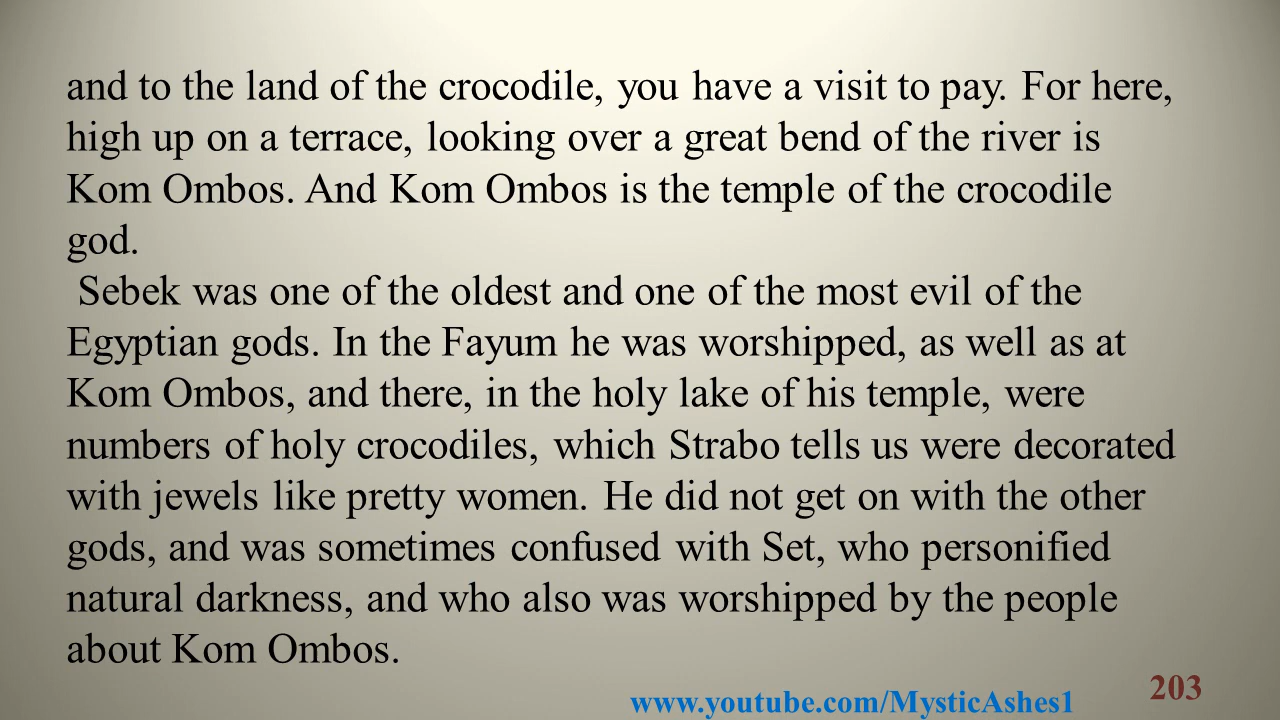 and to the land of the crocodile, you have a visit to pay. For here,
high up on a terrace, looking over a great bend of the river is
Kom Ombos. And Kom Ombos is the temple of the crocodile
god.
Sebek was one of the oldest and one of the most evil of the
Egyptian gods. In the Fayum he was worshipped, as well as at
Kom Ombos, and there, in the holy lake of his temple, were
numbers of holy crocodiles, which Strabo tells us were decorated
with jewels like pretty women. He did not get on with the other
gods, and was sometimes confused with Set, who personified
natural darkness, and who also was worshipped by the people
about Kom Ombos.
203
www.youtube.com/MysticAshes1